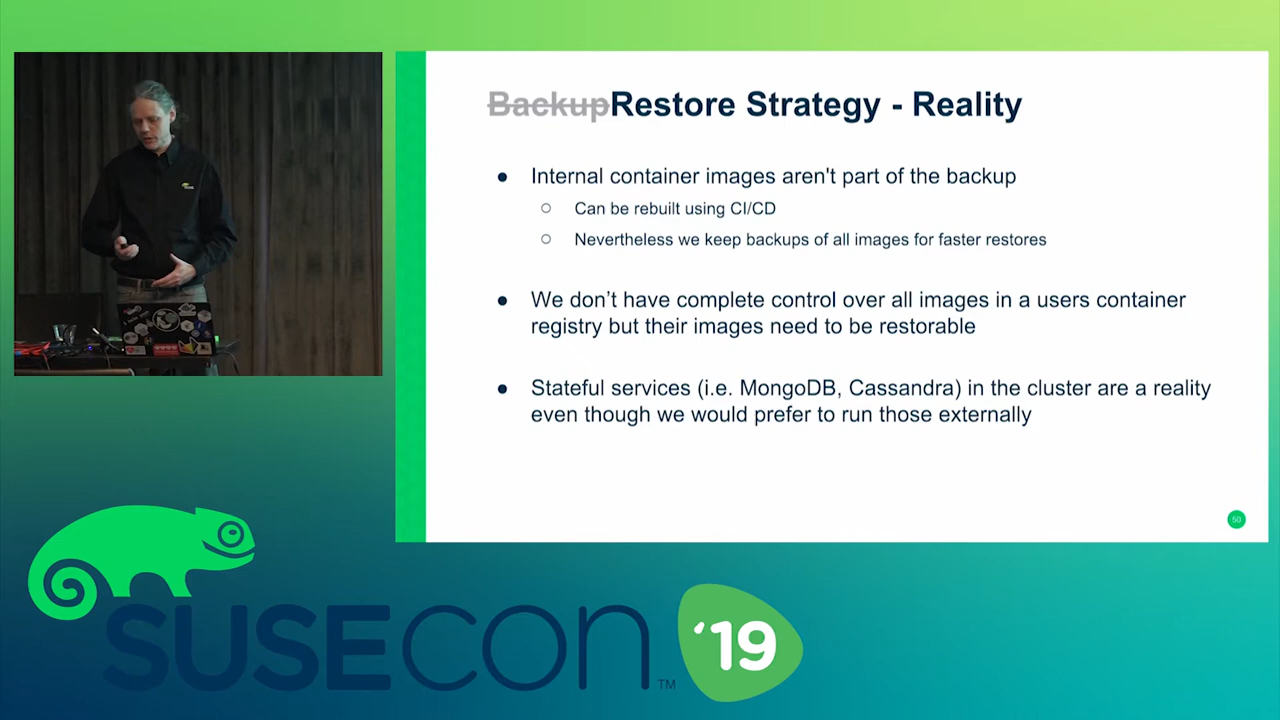 BackupRestore Strategy - Reality
● Internal container images aren't part of the backup
○ Can be rebuilt using CI/CD
○ Nevertheless we keep backups of all images for faster restores
● We don’t have complete control over all images in a users container
registry but their images need to be restorable
● Stateful services (i.e. MongoDB, Cassandra) in the cluster are a reality
even though we would prefer to run those externally
50
SUSECON™ '19